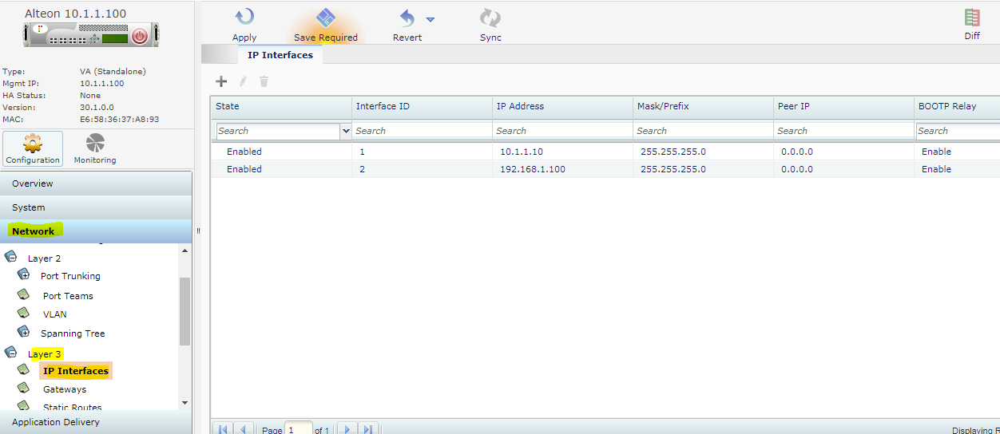 Alteon 10.1.1.100
Type: VA (Standalone)
Mgmt IP: 10.1.1.100
HA Status: None
Version: 30.1.0.0
MAC: E6:58:36:37:A8:93
Configuration Monitoring
Overview
System
Network
Layer 2
Port Trunking
Port Teams
VLAN
Spanning Tree
Layer 3
IP Interfaces
Gateways
Static Routes
Application Delivery
Apply Save Required Revert Sync Diff
IP Interfaces
State Interface ID IP Address Mask/Prefix Peer IP BOOTP Relay
Search Search Search Search Search Search
Enabled 1 10.1.1.10 255.255.255.0 0.0.0.0 Enable
Enabled 2 192.168.1.100 255.255.255.0 0.0.0.0 Enable
Page 1 of 1 Displaying